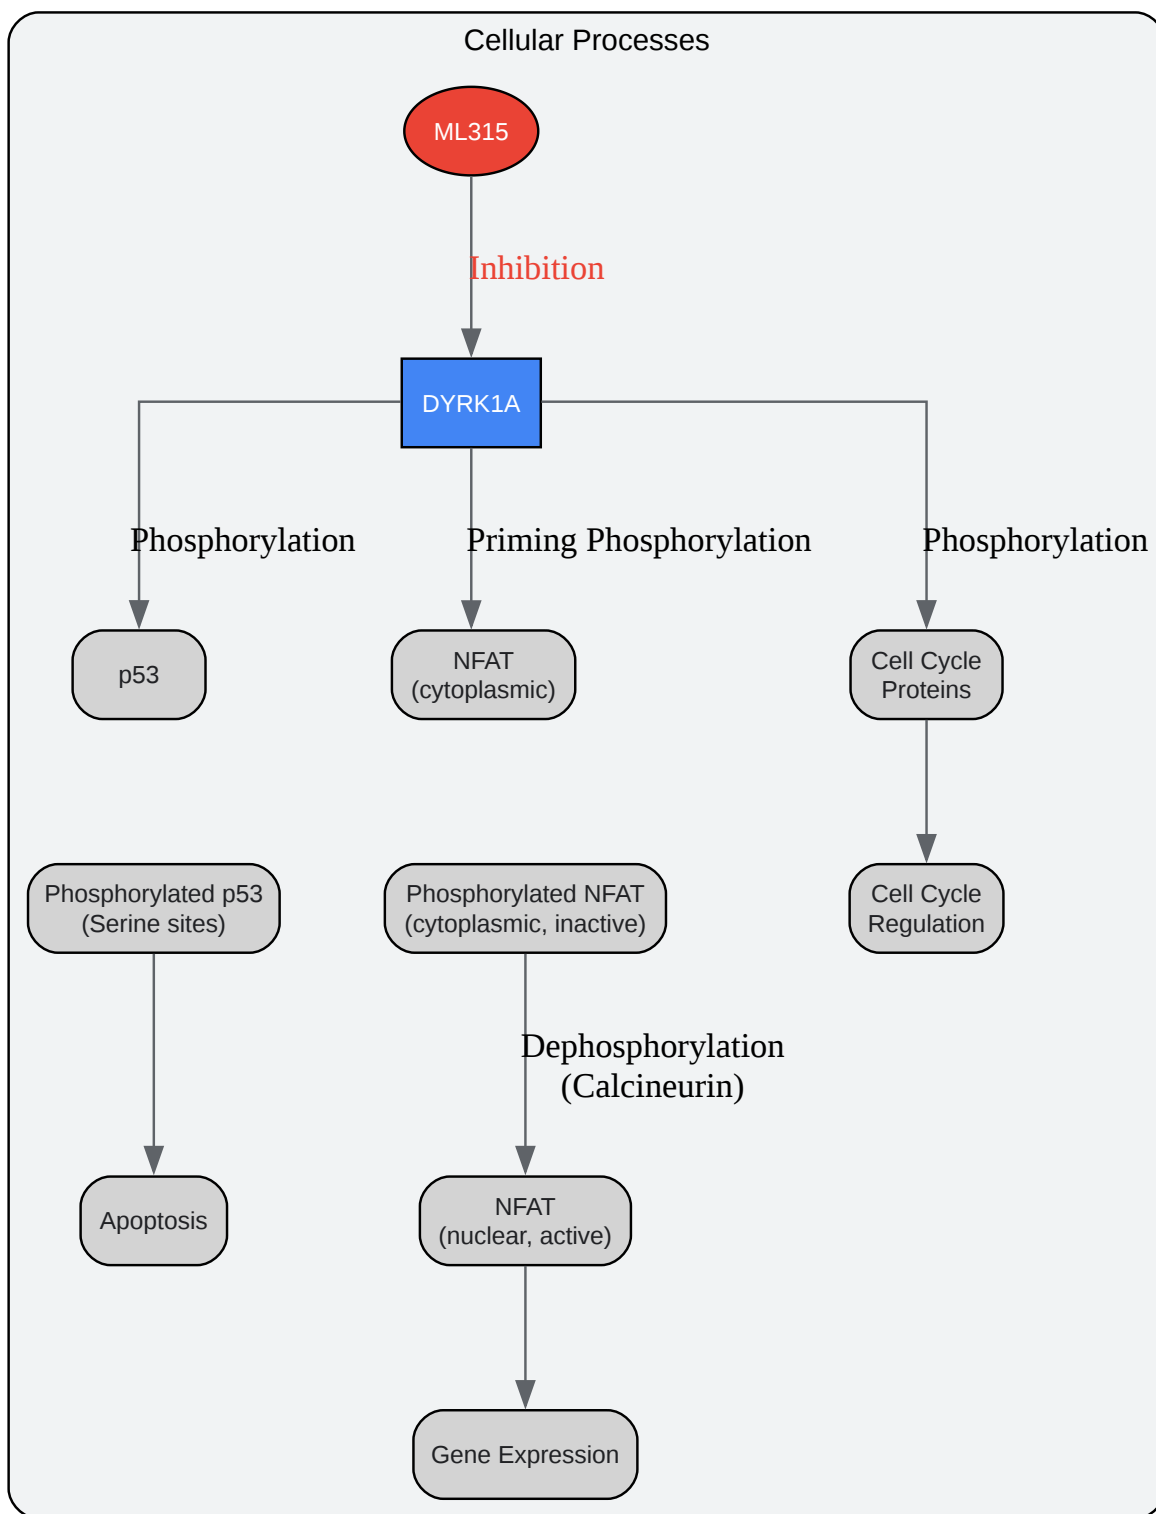 Cellular Processes
ML315
Inhibition
DYRK1A
Phosphorylation
Priming Phosphorylation
Phosphorylation
p53
NFAT
(cytoplasmic)
Cell Cycle
Proteins
Phosphorylated p53
(Serine sites)
Phosphorylated NFAT
(cytoplasmic, inactive)
Cell Cycle
Regulation
Dephosphorylation
(Calcineurin)
Apoptosis
NFAT
(nuclear, active)
Gene Expression